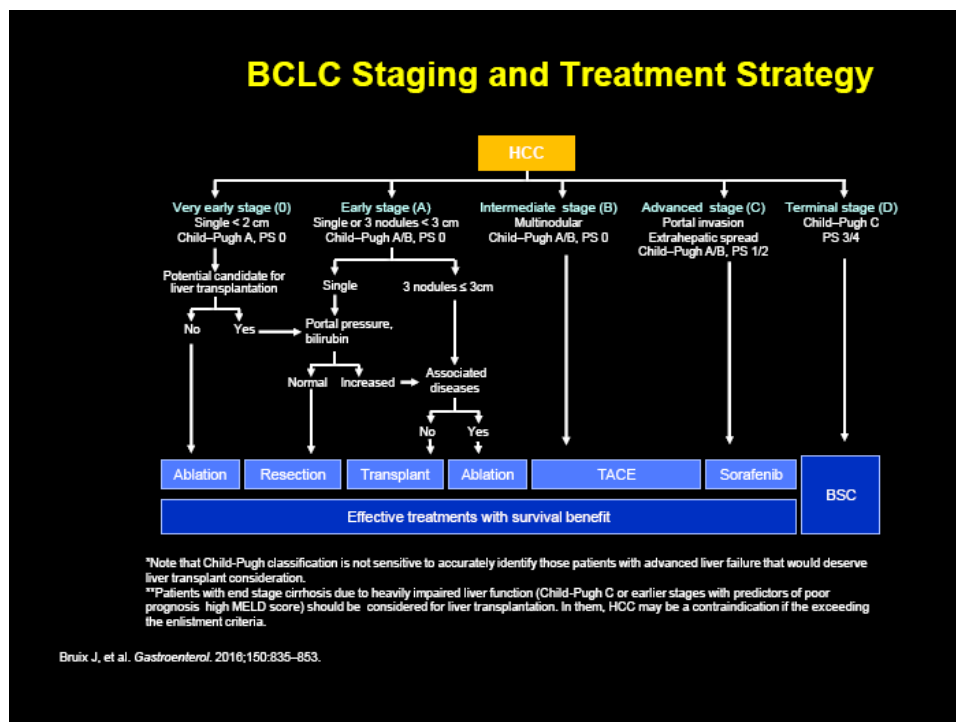 BCLC Staging and Treatment Strategy
HCC
Very early stage (0)
Single < 2 cm
Child–Pugh A, PS 0
Early stage (A)
Single or 3 nodules < 3 cm
Child–Pugh A/B, PS 0
Intermediate stage (B)
Multinodular
Child–Pugh A/B, PS 0
Advanced stage (C)
Portal invasion
Extrahepatic spread
Child–Pugh A/B, PS 1/2
Terminal stage (D)
Child–Pugh C
PS 3/4
Potential candidate for
liver transplantation
Single
3 nodules ≤ 3cm
No
Yes
Portal pressure,
bilirubin
Normal
Increased
Associated
diseases
No
Yes
Ablation
Resection
Transplant
Ablation
TACE
Sorafenib
BSC
Effective treatments with survival benefit
*Note that Child-Pugh classification is not sensitive to accurately identify those patients with advanced liver failure that would deserve
liver transplant consideration.
**Patients with end stage cirrhosis due to heavily impaired liver function (Child-Pugh C or earlier stages with predictors of poor
prognosis high MELD score) should be considered for liver transplantation. In them, HCC may be a contraindication if the exceeding
the enlistment criteria.
Bruix J, et al. Gastroenterol. 2016;150:835–853.